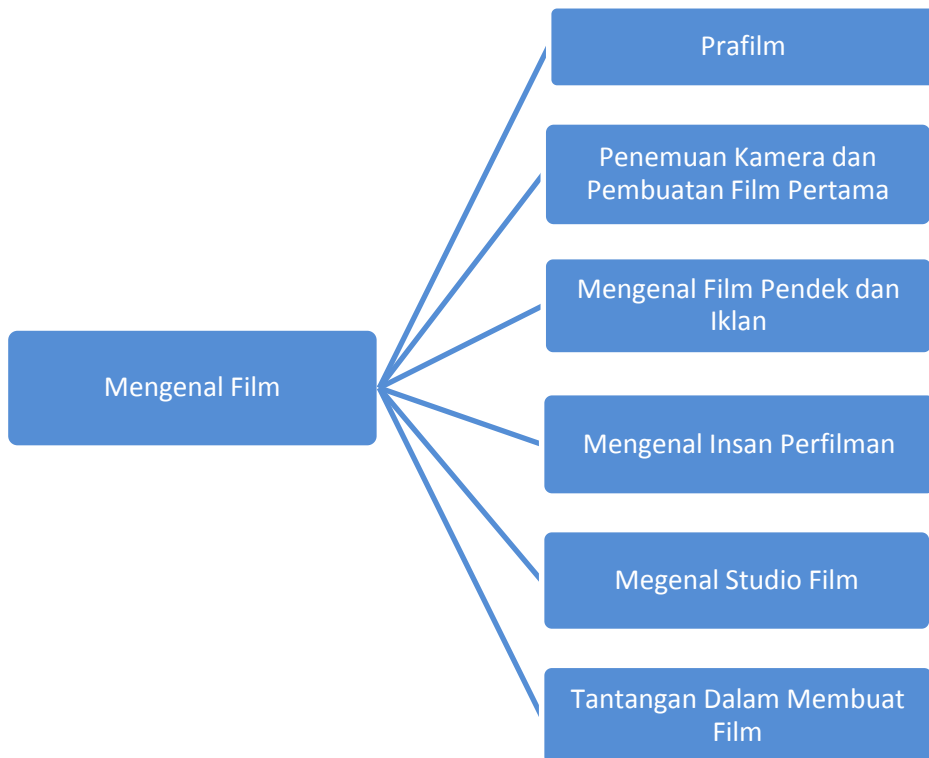 Prafilm
Penemuan Kamera dan
Pembuatan Film Pertama
Mengenal Film Pendek dan
Iklan
Mengenal Film
Mengenal Insan Perfilman
Megenal Studio Film
Tantangan Dalam Membuat
Film